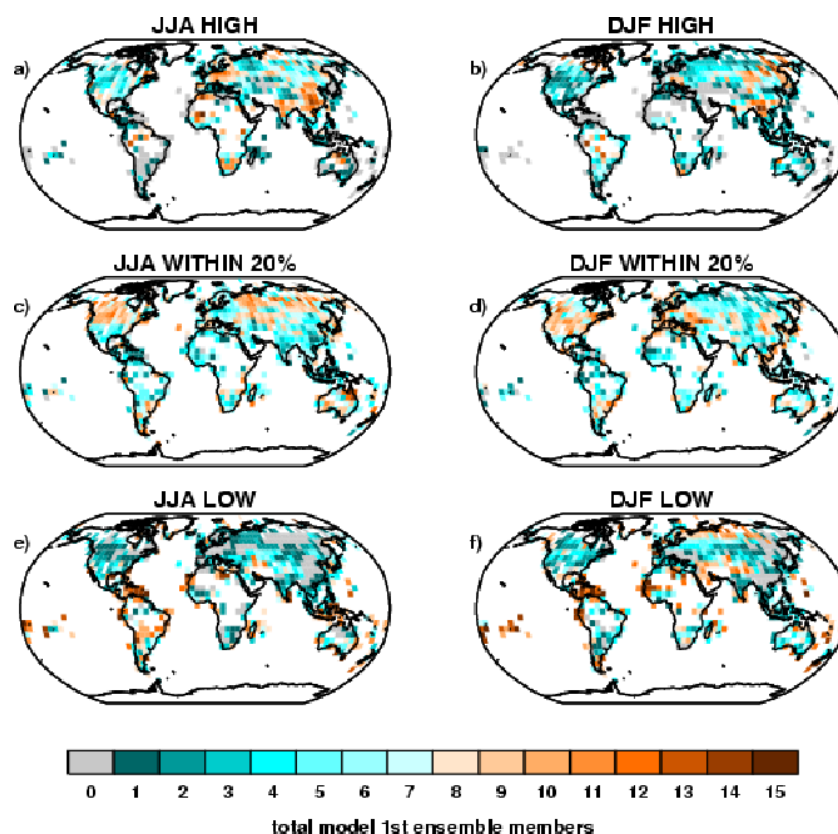 JJA HIGH
DJF HIGH
a)
b)
JJA WITHIN 20%
DJF WITHIN 20%
c)
d)
JJA LOW
DJF LOW
e)
f)
0 1 2 3 4 5 6 7 8 9 10 11 12 13 14 15
total model 1st ensemble members